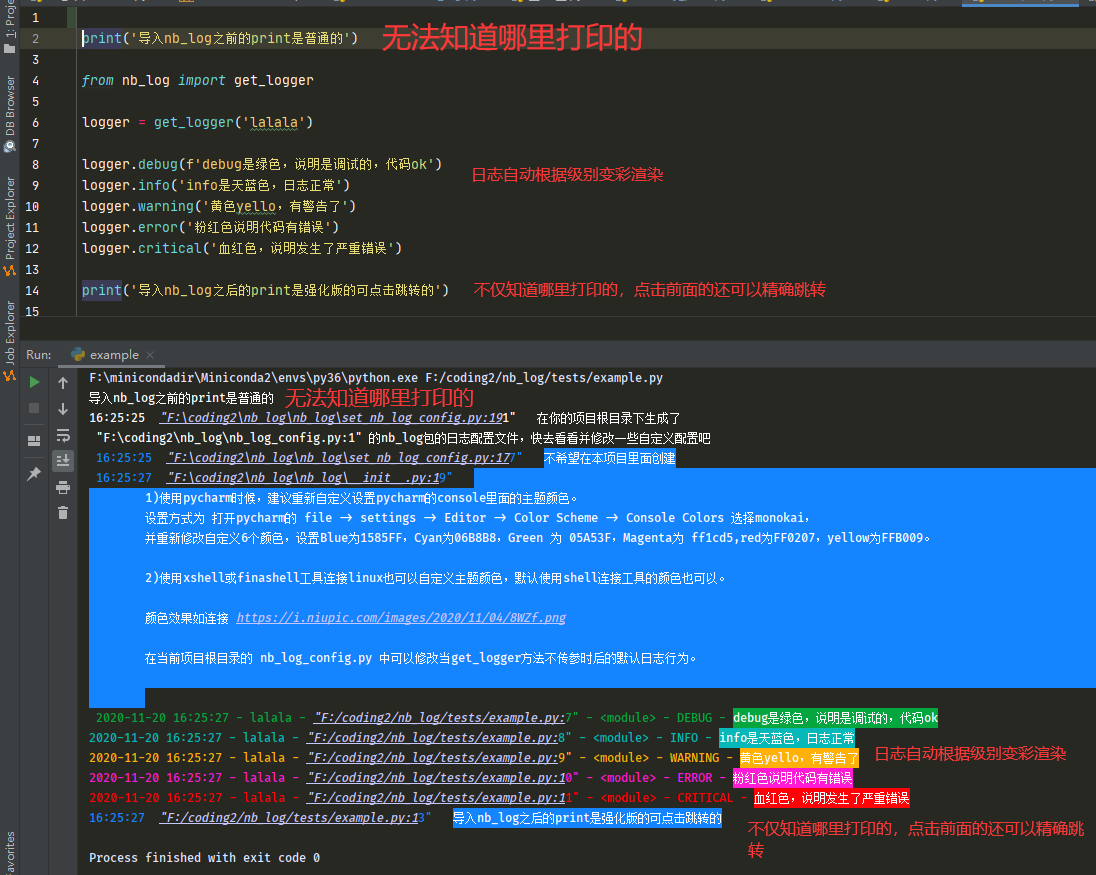 1: Proje
DB Browser
Project Explorer
Job Explorer
avorites
1
2 print('导入nb_log之前的print是普通的') 无法知道哪里打印的
3
4 from nb_log import get_logger
5
6 logger = get_logger('lalala')
7
8 logger.debug(f'debug是绿色，说明是调试的，代码ok')
日志自动根据级别变彩渲染
9 logger.info('info是天蓝色，日志正常')
10 logger.warning('黄色yello，有警告了')
11 logger.error('粉红色说明代码有错误')
12 logger.critical('血红色，说明发生了严重错误')
13
14 print('导入nb_log之后的print是强化版的可点击跳转的') 不仅知道哪里打印的，点击前面的还可以精确跳转
15
Run: example
F:\minicondadir\Miniconda2\envs\py36\python.exe F:/coding2/nb_log/tests/example.py
导入nb_log之前的print是普通的 无法知道哪里打印的
16:25:25 "F:\coding2\nb_log\nb_log\set_nb_log_config.py:191" 在你的项目根目录下生成了
"F:\coding2\nb_log\nb_log_config.py:1" 的nb_log包的日志配置文件，快去看看并修改一些自定义配置吧
16:25:25 "F:\coding2\nb_log\nb_log\set_nb_log_config.py:177" 不希望在本项目里面创建
16:25:27 "F:\coding2\nb_log\nb_log\__init__.py:19"
1)使用pycharm时候，建议重新自定义设置pycharm的console里面的主题颜色。
设置方式为 打开pycharm的 file -> settings -> Editor -> Color Scheme -> Console Colors 选择monokai，
并重新修改自定义6个颜色，设置Blue为1585FF，Cyan为06B8B8，Green 为 05A53F，Magenta为 ff1cd5,red为FF0207，yellow为FFB009。
2)使用xshell或finashell工具连接linux也可以自定义主题颜色，默认使用shell连接工具的颜色也可以。
颜色效果如连接 https://i.niupic.com/images/2020/11/04/8WZf.png
在当前项目根目录的 nb_log_config.py 中可以修改当get_logger方法不传参时后的默认日志行为。
2020-11-20 16:25:27 - lalala - "F:/coding2/nb_log/tests/example.py:7" - <module> - DEBUG - debug是绿色，说明是调试的，代码ok
2020-11-20 16:25:27 - lalala - "F:/coding2/nb_log/tests/example.py:8" - <module> - INFO - info是天蓝色，日志正常
2020-11-20 16:25:27 - lalala - "F:/coding2/nb_log/tests/example.py:9" - <module> - WARNING - 黄色yello，有警告了
日志自动根据级别变彩渲染
2020-11-20 16:25:27 - lalala - "F:/coding2/nb_log/tests/example.py:10" - <module> - ERROR - 粉红色说明代码有错误
2020-11-20 16:25:27 - lalala - "F:/coding2/nb_log/tests/example.py:11" - <module> - CRITICAL - 血红色，说明发生了严重错误
16:25:27 "F:/coding2/nb_log/tests/example.py:13" 导入nb_log之后的print是强化版的可点击跳转的
不仅知道哪里打印的，点击前面的还可以精确跳
转
Process finished with exit code 0